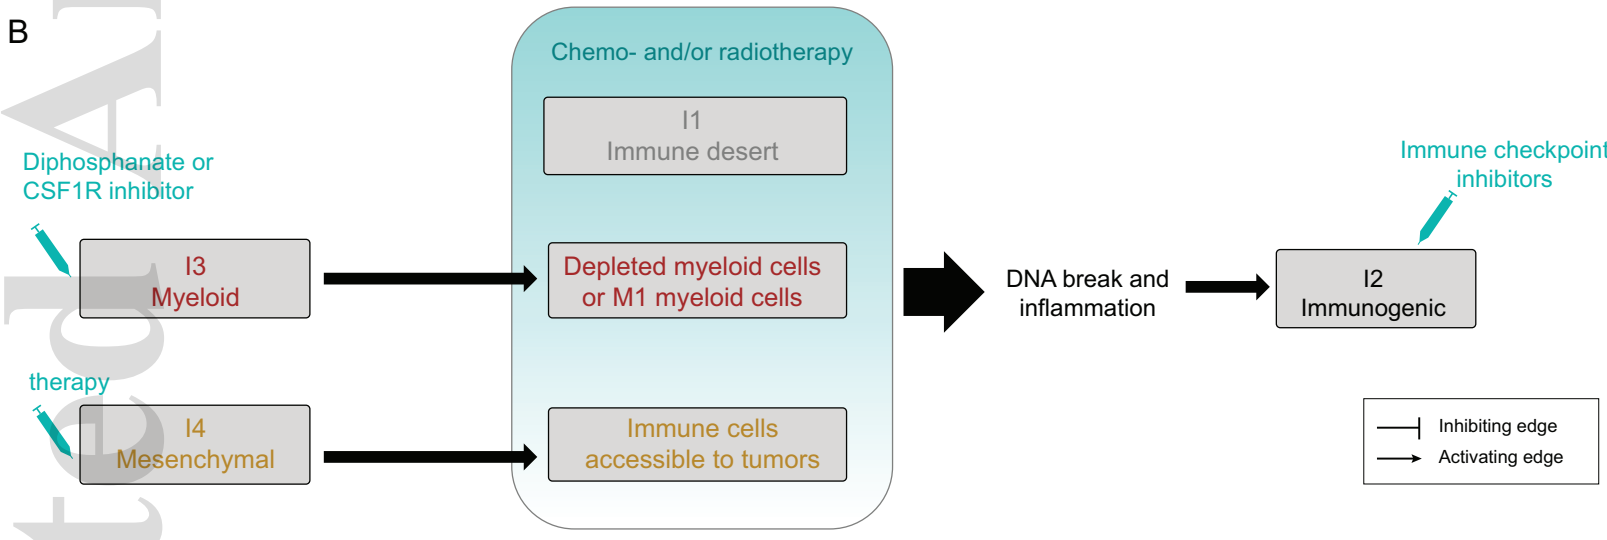 B
Chemo- and/or radiotherapy
I1
Immune desert
Diphosphanate or
CSF1R inhibitor
Immune checkpoint
inhibitors
I3
Myeloid
Depleted myeloid cells
or M1 myeloid cells
DNA break and
inflammation
I2
Immunogenic
therapy
I4
Mesenchymal
Immune cells
accessible to tumors
Inhibiting edge
Activating edge
ted A